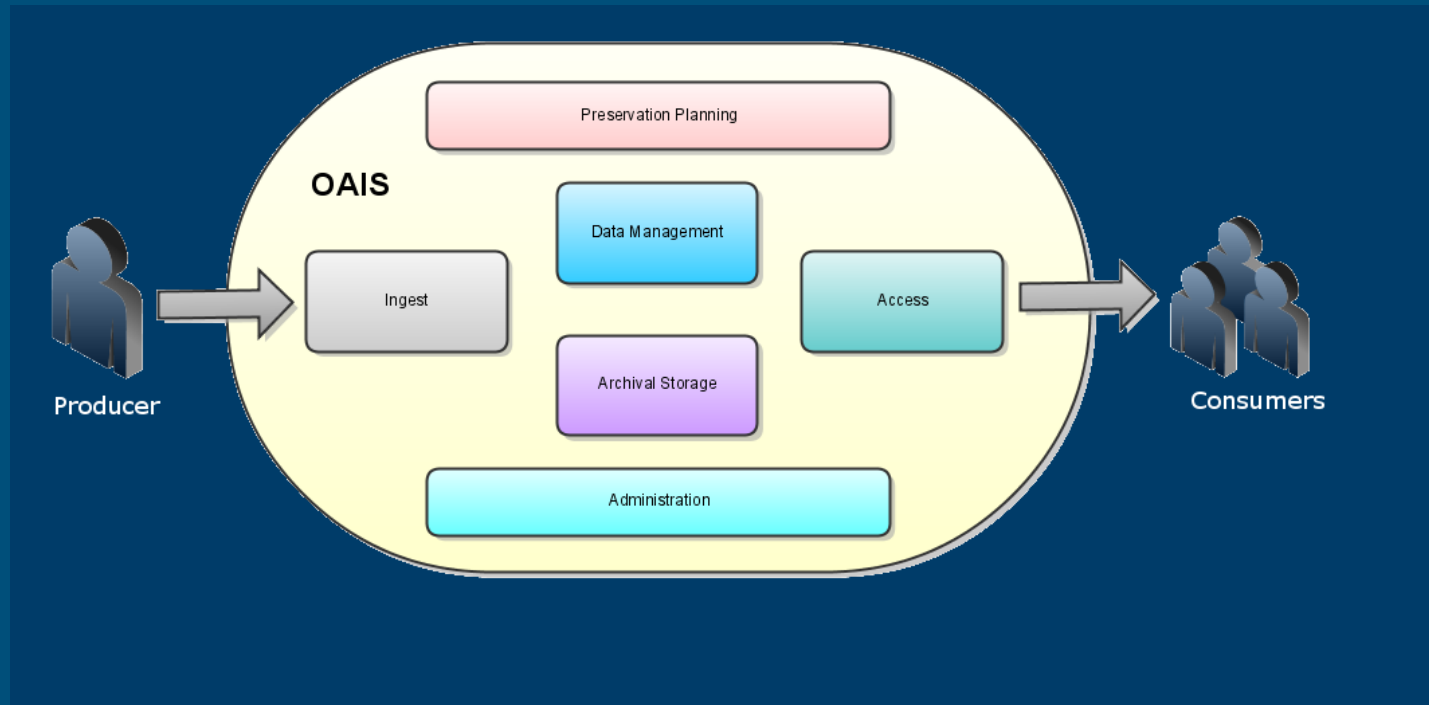 Preservation Planning
OAIS
Data Management
Ingest
Access
Archival Storage
Producer
Consumers
Administration